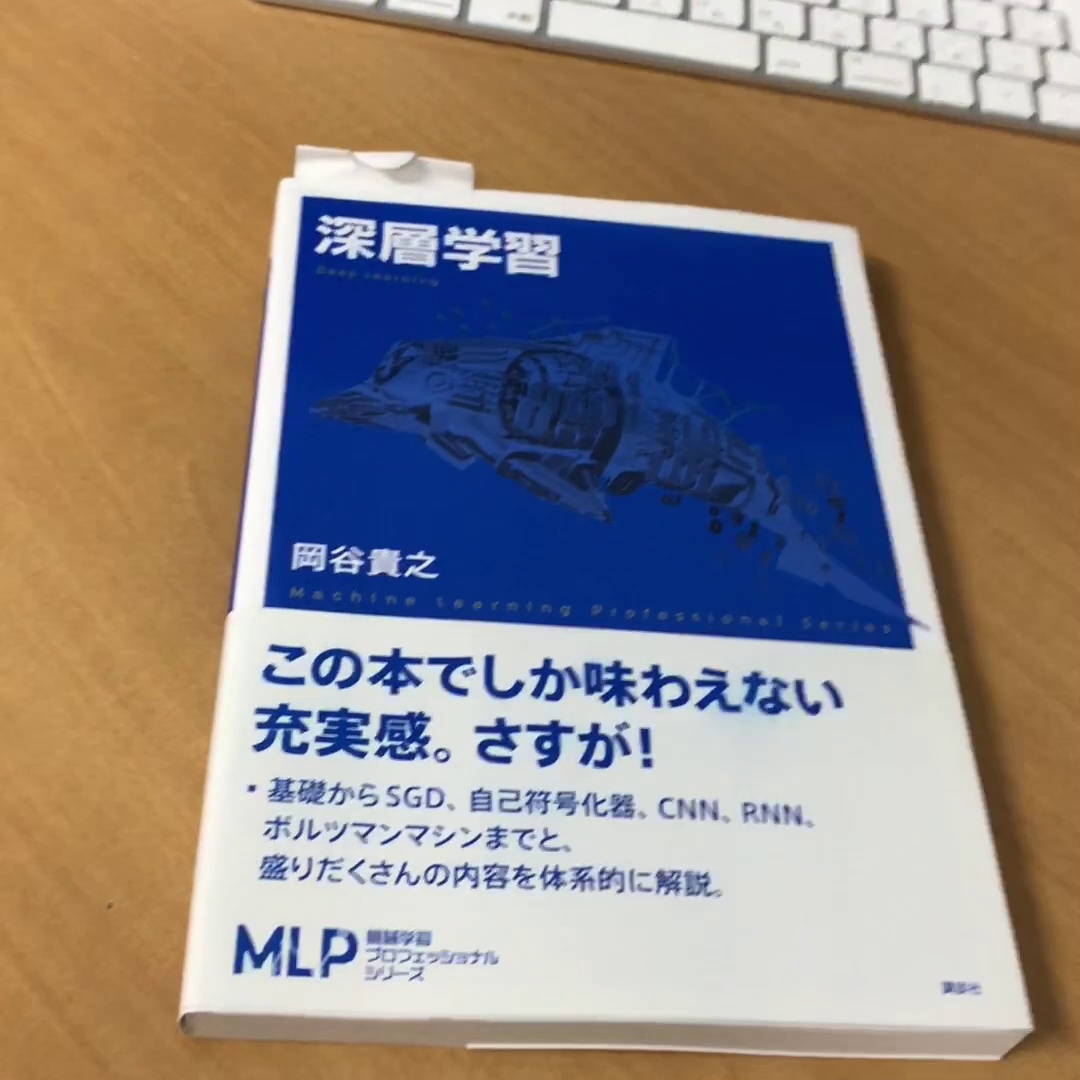 深層学習
Deep Learning
岡谷貴之
Machine Learning Professional Series
この本でしか味わえない
充実感。さすが!
・基礎からSGD、自己符号化器、CNN、RNN、
ボルツマンマシンまでと、
盛りだくさんの内容を体系的に解説。
MLP
機械学習
プロフェッショナル
シリーズ
講談社